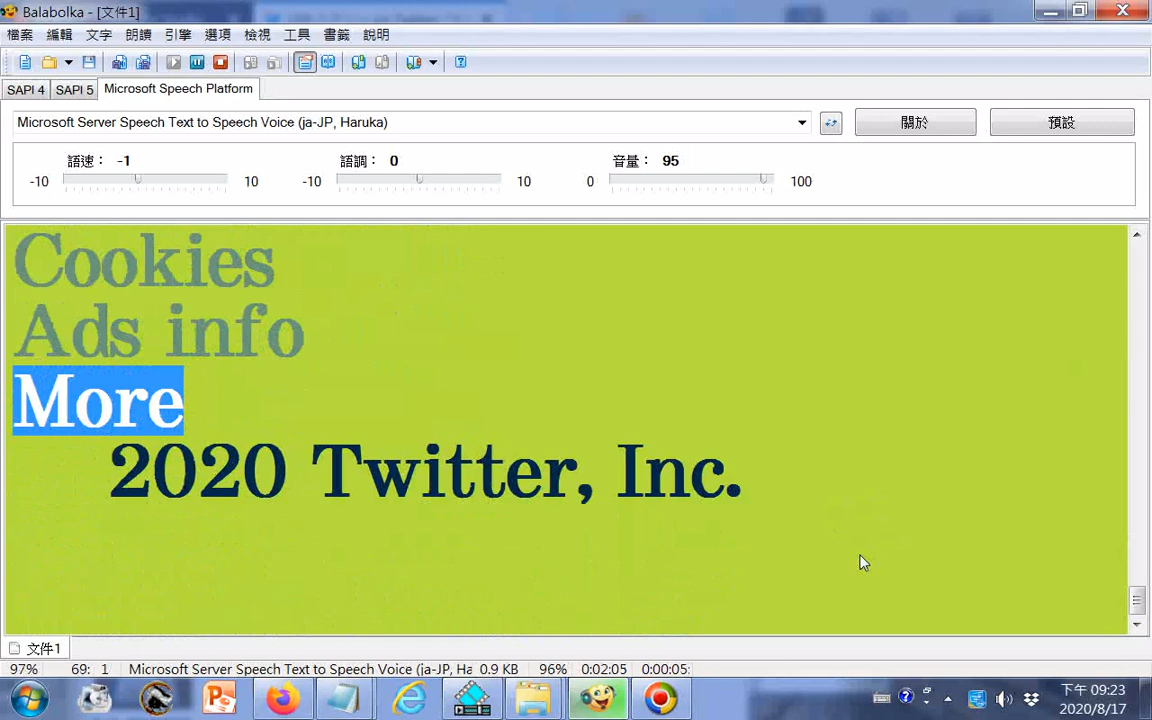 Balabolka - [文件1]
檔案 編輯 文字 朗讀 引擎 選項 檢視 工具 書籤 說明
SAPI 4 SAPI 5 Microsoft Speech Platform
Microsoft Server Speech Text to Speech Voice (ja-JP, Haruka) 關於 預設
語速： -1 語調： 0 音量： 95
-10 10 -10 10 0 100
Cookies
Ads info
More
2020 Twitter, Inc.
文件1
97% 69: 1 Microsoft Server Speech Text to Speech Voice (ja-JP, Ha 0.9 KB 96% 0:02:05 0:00:05:
下午 09:23
2020/8/17